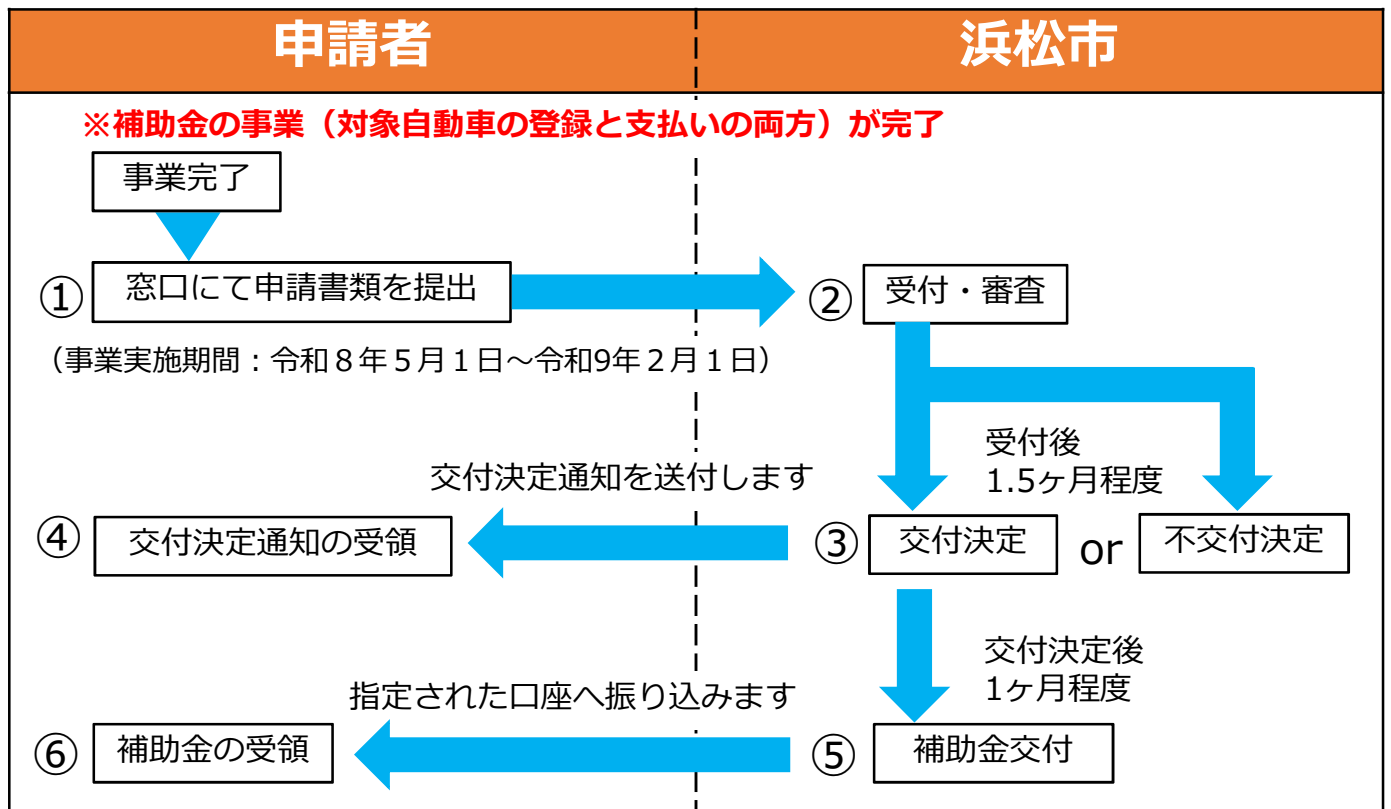 申請者
浜松市
※補助金の事業（対象自動車の登録と支払いの両方）が完了
事業完了
① 窓口にて申請書類を提出
② 受付・審査
（事業実施期間：令和８年５月１日～令和9年２月１日）
受付後
1.5ヶ月程度
交付決定通知を送付します
④ 交付決定通知の受領
③ 交付決定 or 不交付決定
交付決定後
1ヶ月程度
指定された口座へ振り込みます
⑥ 補助金の受領
⑤ 補助金交付